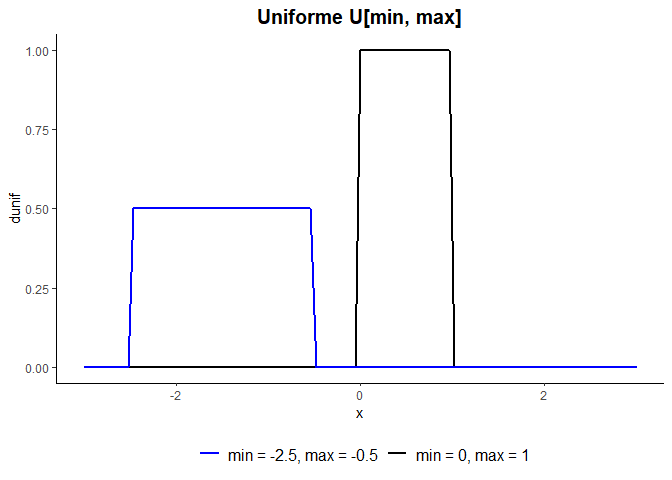 Uniforme U[min, max]
1.00
0.75
0.50
0.25
0.00
dunif
-2
0
2
x
min = -2.5, max = -0.5
min = 0, max = 1